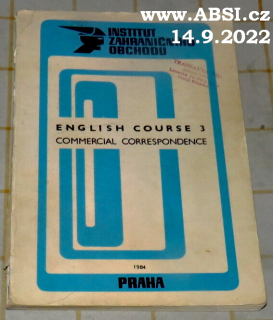 www.ABSI.cz
14.9.2022
INSTITUT
ZAHRANIČNÍHO
OBCHODU
ENGLISH COURSE 3
COMMERCIAL CORRESPONDENCE
1984
PRAHA